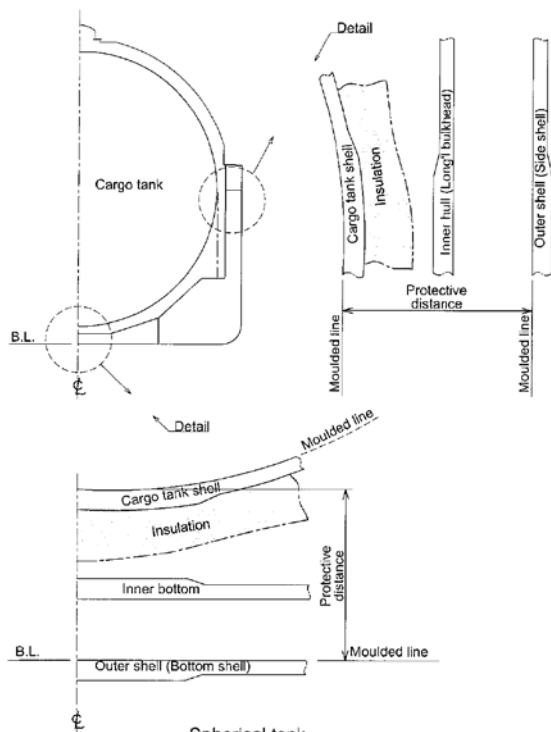 Detail
Cargo tank
Cargo tank shell
Insulation
Inner hull (Long'l bulkhead)
Outer shell (Side shell)
Protective
distance
Moulded line
Moulded line
B.L.
℄
Detail
Moulded line
Cargo tank shell
Insulation
Inner bottom
Protective
distance
B.L.
Moulded line
Outer shell (Bottom shell)
℄
Spherical tank